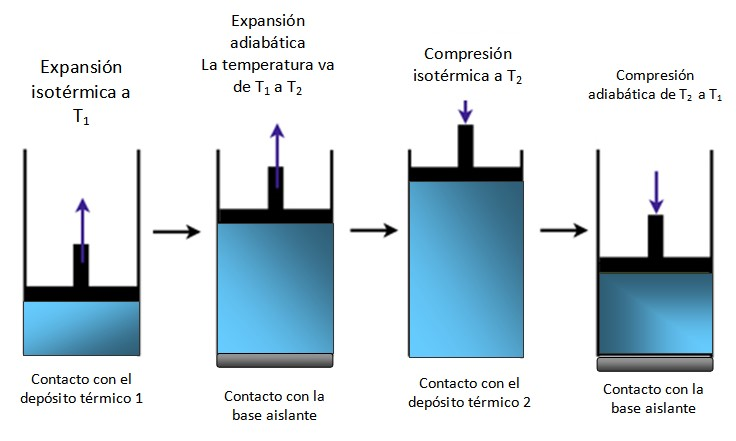 Expansión
isotérmica a
T₁
Expansión
adiabática
La temperatura va
de T₁ a T₂
Compresión
isotérmica a T₂
Compresión
adiabática de T₂ a T₁
Contacto con el
depósito térmico 1
Contacto con la
base aislante
Contacto con el
depósito térmico 2
Contacto con la
base aislante